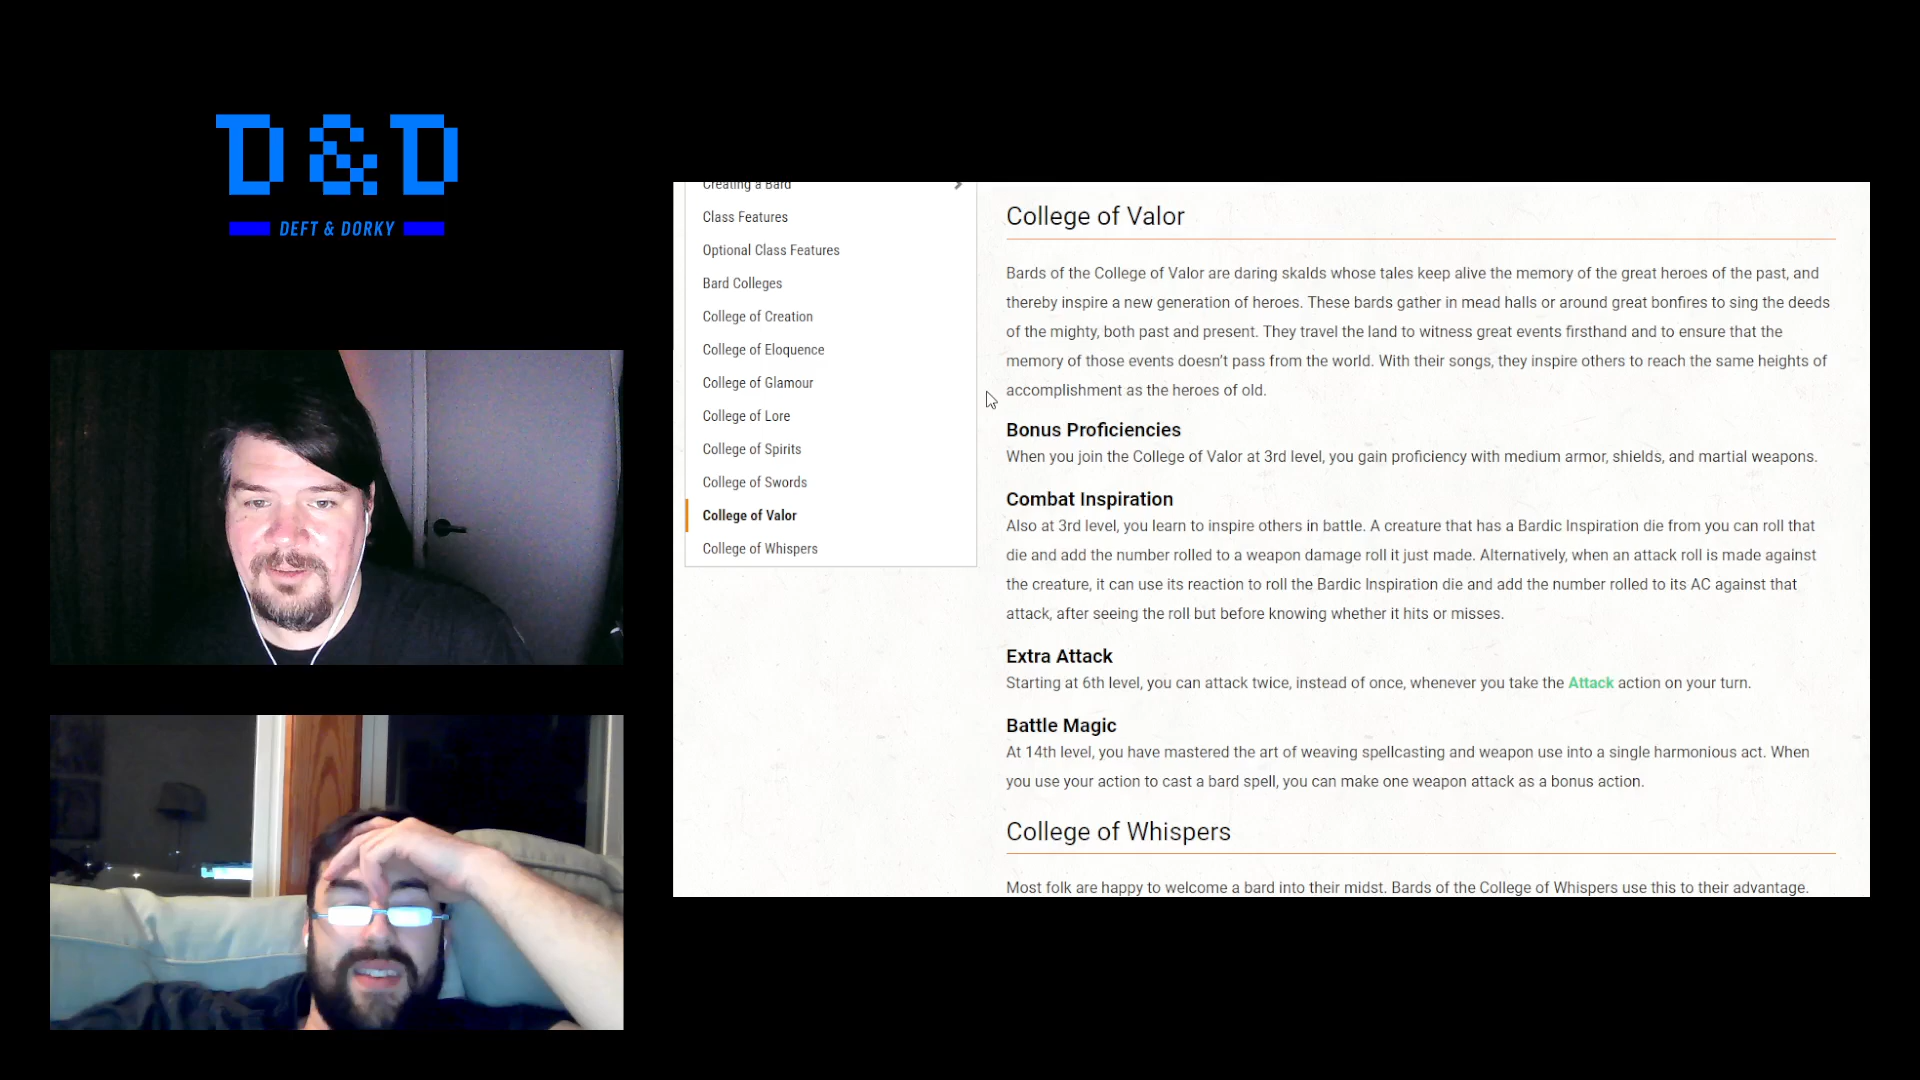 D&D
DEFT & DORKY
Creating a Bard
Class Features
Optional Class Features
Bard Colleges
College of Creation
College of Eloquence
College of Glamour
College of Lore
College of Spirits
College of Swords
College of Valor
College of Whispers
College of Valor
Bards of the College of Valor are daring skalds whose tales keep alive the memory of the great heroes of the past, and
thereby inspire a new generation of heroes. These bards gather in mead halls or around great bonfires to sing the deeds
of the mighty, both past and present. They travel the land to witness great events firsthand and to ensure that the
memory of those events doesn’t pass from the world. With their songs, they inspire others to reach the same heights of
accomplishment as the heroes of old.
Bonus Proficiencies
When you join the College of Valor at 3rd level, you gain proficiency with medium armor, shields, and martial weapons.
Combat Inspiration
Also at 3rd level, you learn to inspire others in battle. A creature that has a Bardic Inspiration die from you can roll that
die and add the number rolled to a weapon damage roll it just made. Alternatively, when an attack roll is made against
the creature, it can use its reaction to roll the Bardic Inspiration die and add the number rolled to its AC against that
attack, after seeing the roll but before knowing whether it hits or misses.
Extra Attack
Starting at 6th level, you can attack twice, instead of once, whenever you take the Attack action on your turn.
Battle Magic
At 14th level, you have mastered the art of weaving spellcasting and weapon use into a single harmonious act. When
you use your action to cast a bard spell, you can make one weapon attack as a bonus action.
College of Whispers
Most folk are happy to welcome a bard into their midst. Bards of the College of Whispers use this to their advantage.